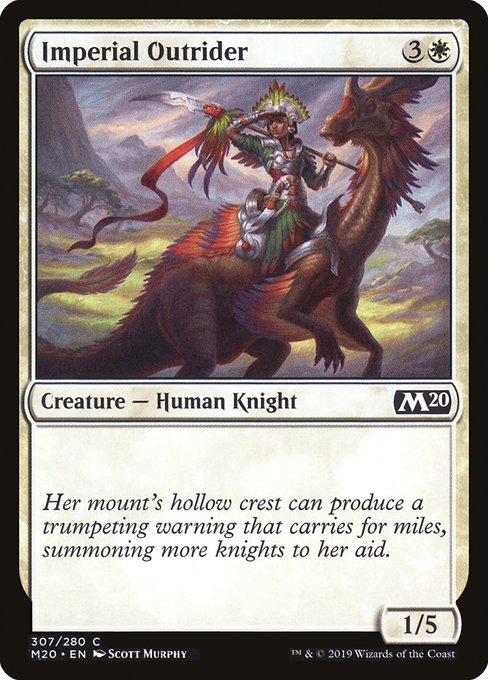 Imperial Outrider 3
Creature — Human Knight M20
Her mount's hollow crest can produce a
trumpeting warning that carries for miles,
summoning more knights to her aid.
1/5
307/280 C
M20 • EN Scott Murphy ™ & © 2019 Wizards of the Coast